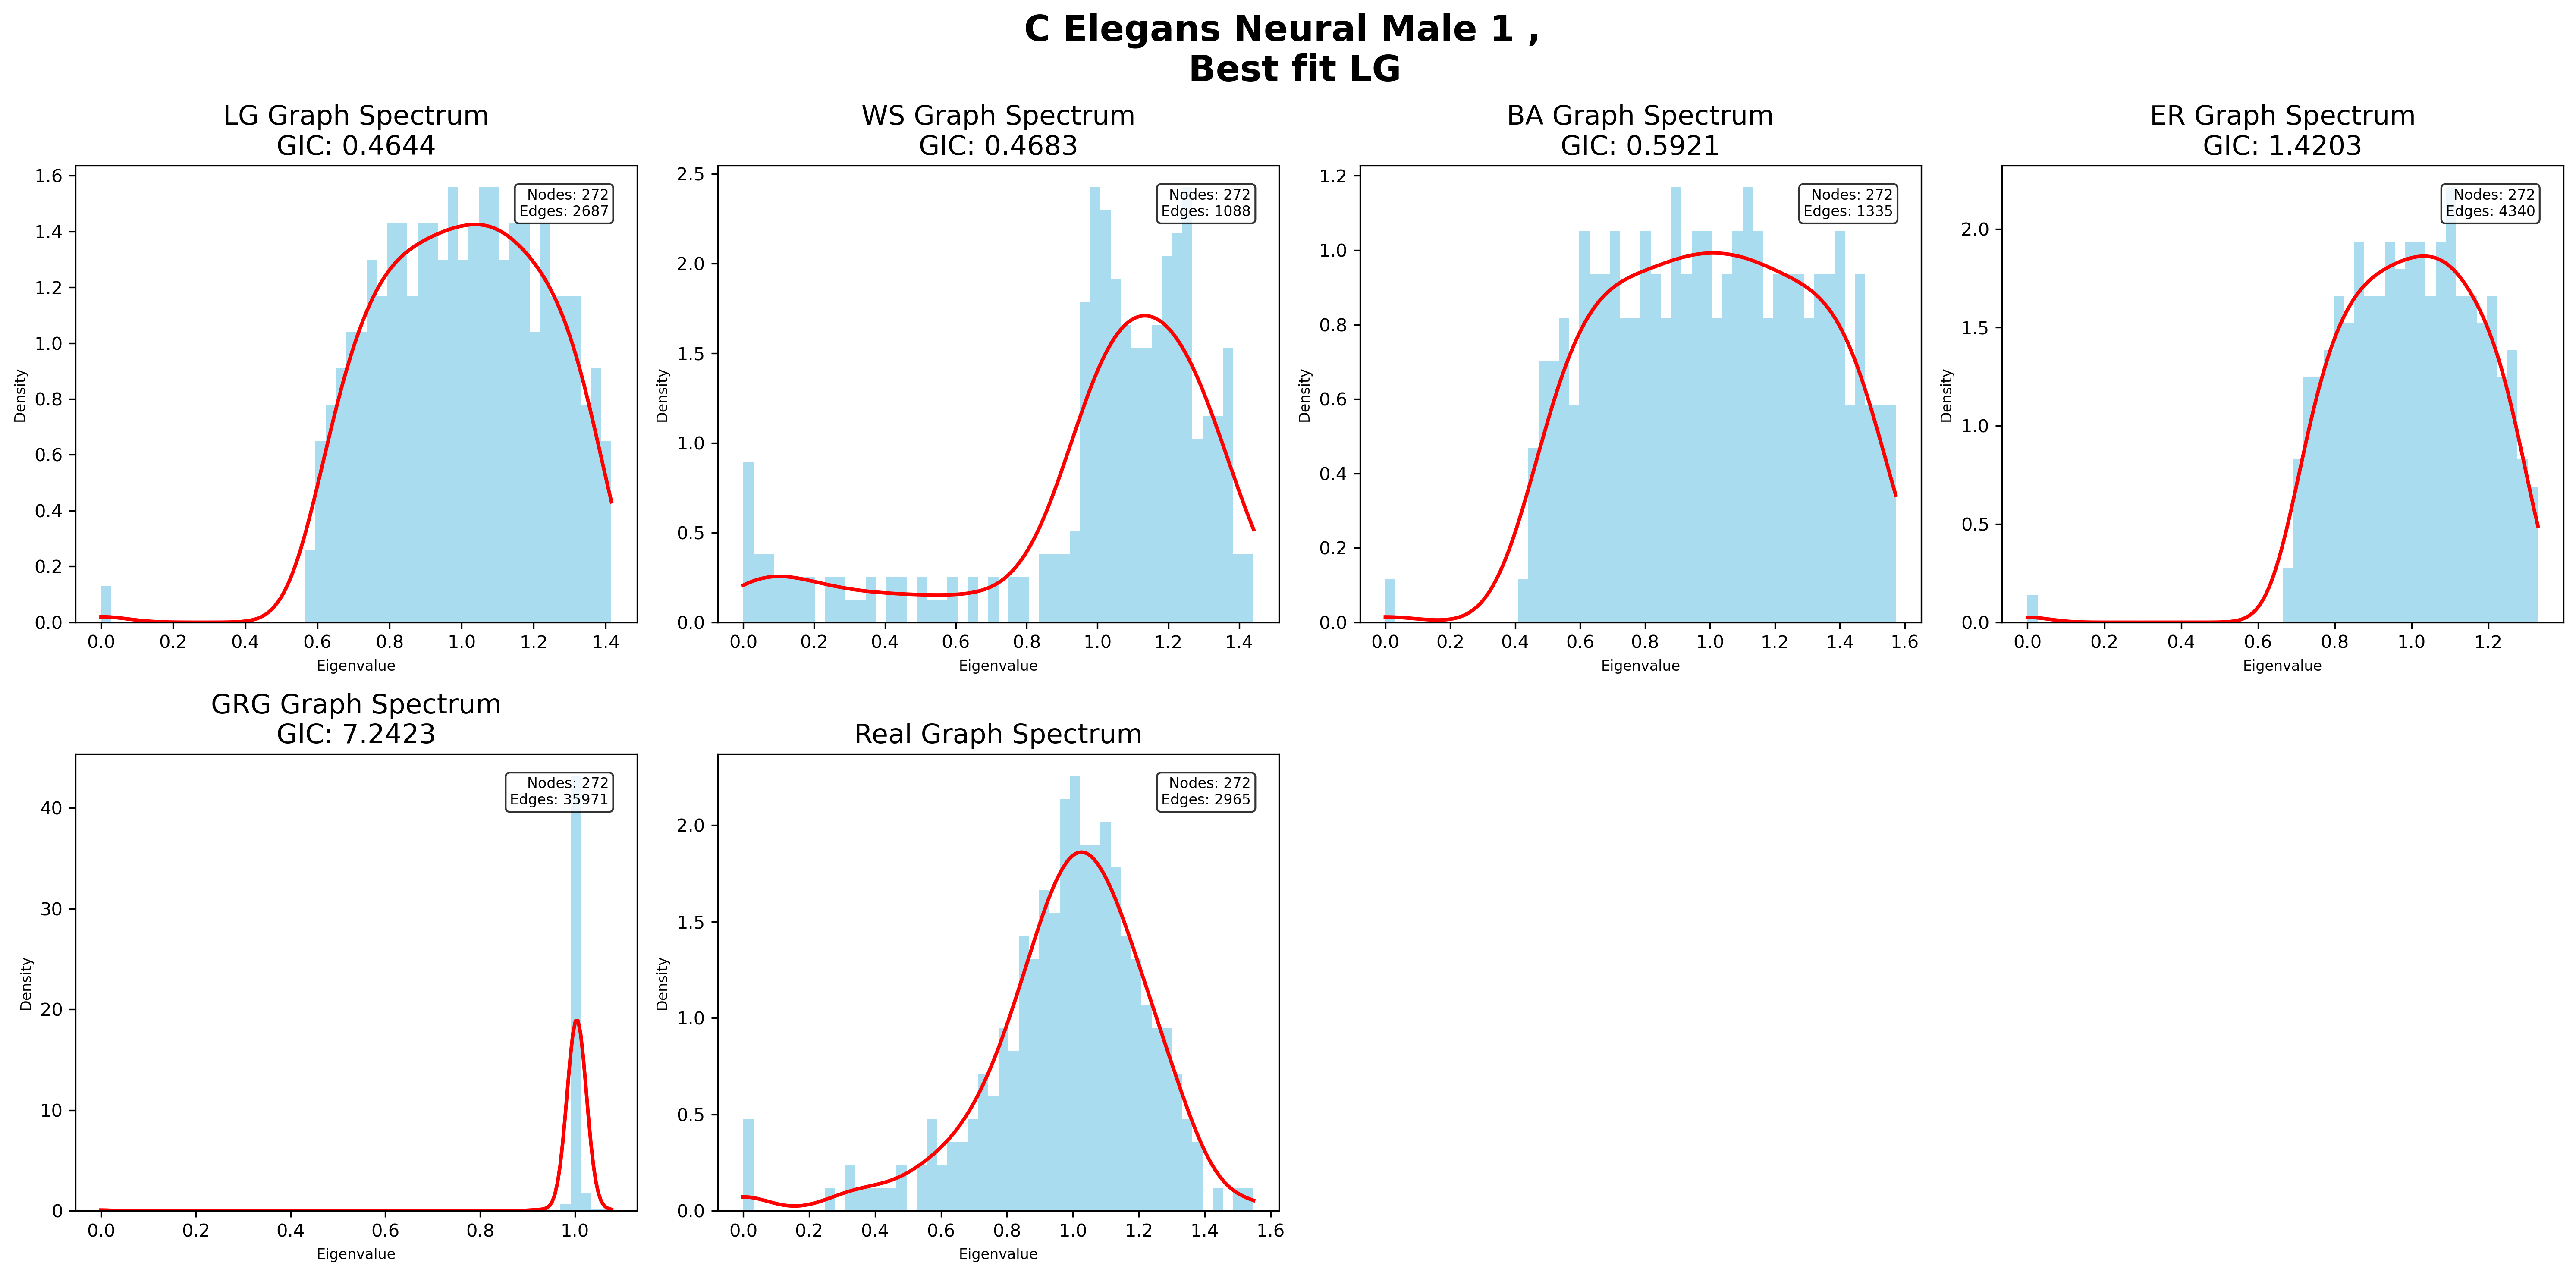 C Elegans Neural Male 1 ,
Best fit LG
LG Graph Spectrum
GIC: 0.4644
Nodes: 272
Edges: 2687
Density
1.6
1.4
1.2
1.0
0.8
0.6
0.4
0.2
0.0
0.0 0.2 0.4 0.6 0.8 1.0 1.2 1.4
Eigenvalue
WS Graph Spectrum
GIC: 0.4683
Nodes: 272
Edges: 1088
Density
2.5
2.0
1.5
1.0
0.5
0.0
0.0 0.2 0.4 0.6 0.8 1.0 1.2 1.4
Eigenvalue
BA Graph Spectrum
GIC: 0.5921
Nodes: 272
Edges: 1335
Density
1.2
1.0
0.8
0.6
0.4
0.2
0.0
0.0 0.2 0.4 0.6 0.8 1.0 1.2 1.4 1.6
Eigenvalue
ER Graph Spectrum
GIC: 1.4203
Nodes: 272
Edges: 4340
Density
2.0
1.5
1.0
0.5
0.0
0.0 0.2 0.4 0.6 0.8 1.0 1.2
Eigenvalue
GRG Graph Spectrum
GIC: 7.2423
Nodes: 272
Edges: 35971
Density
40
30
20
10
0
0.0 0.2 0.4 0.6 0.8 1.0
Eigenvalue
Real Graph Spectrum
Nodes: 272
Edges: 2965
Density
2.0
1.5
1.0
0.5
0.0
0.0 0.2 0.4 0.6 0.8 1.0 1.2 1.4 1.6
Eigenvalue